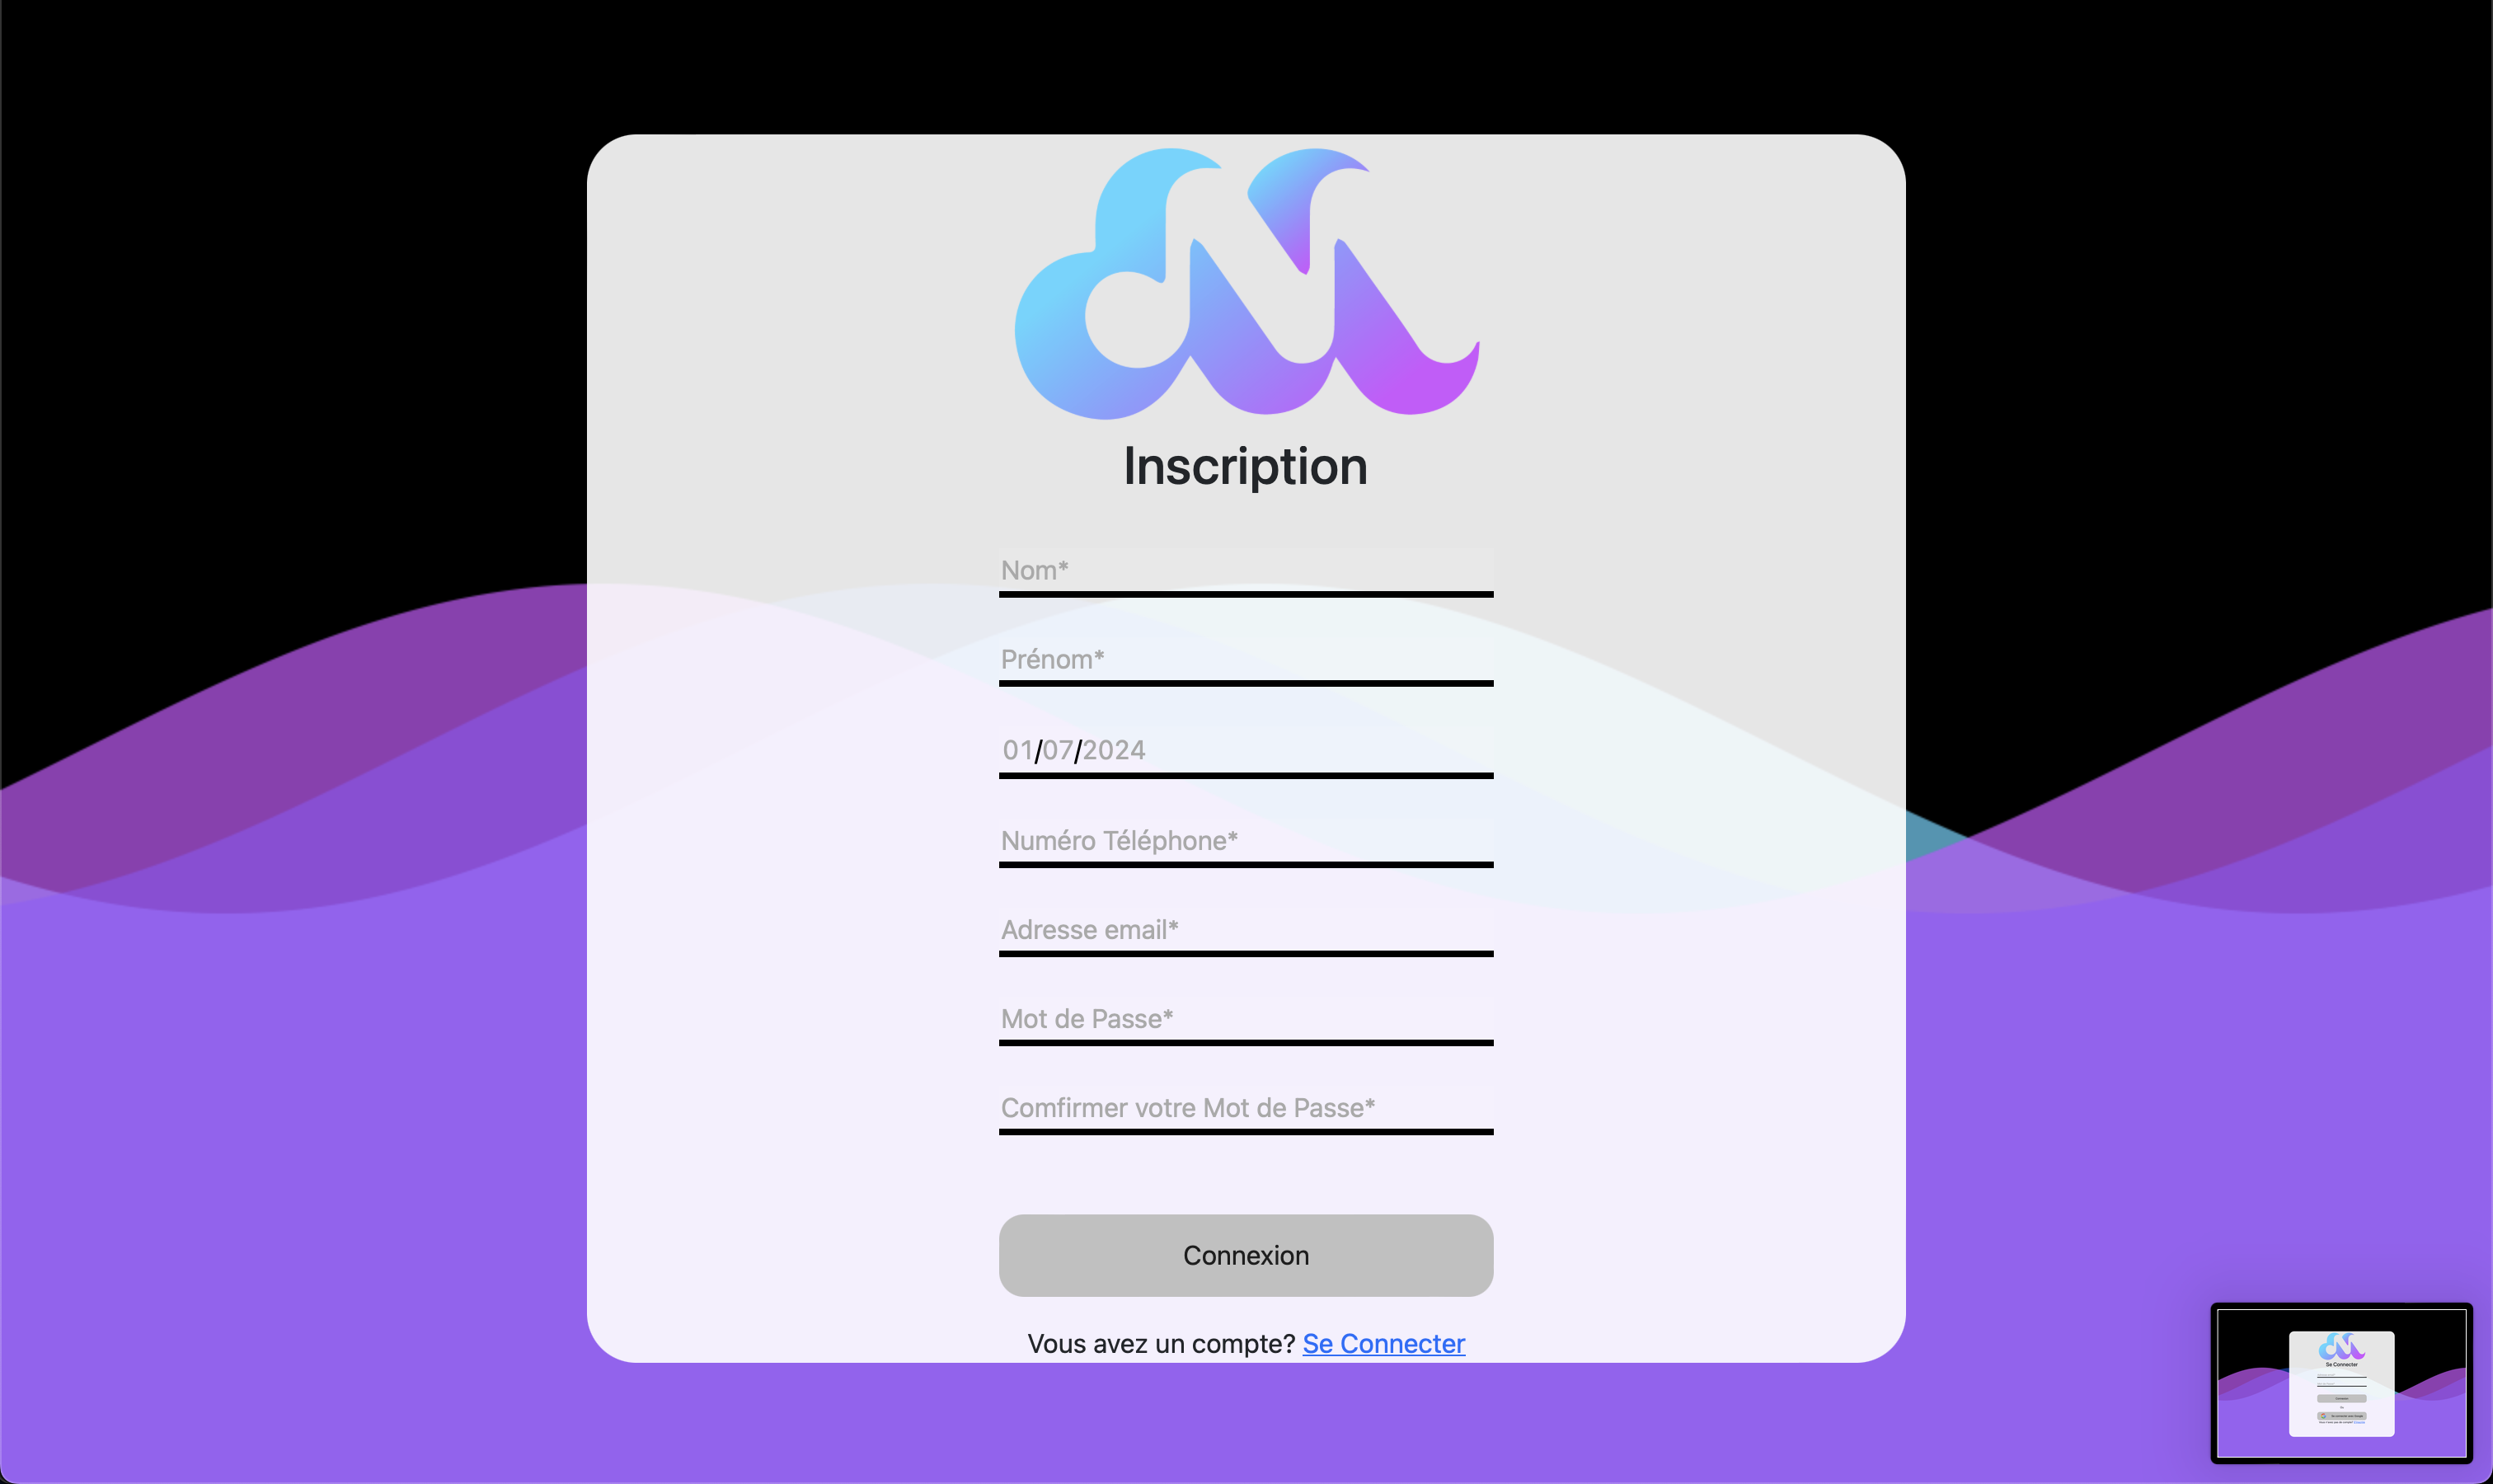 Inscription
Nom*
Prénom*
01/07/2024
Numéro Téléphone*
Adresse email*
Mot de Passe*
Comfirmer votre Mot de Passe*
Connexion
Vous avez un compte? Se Connecter
Se Connecter